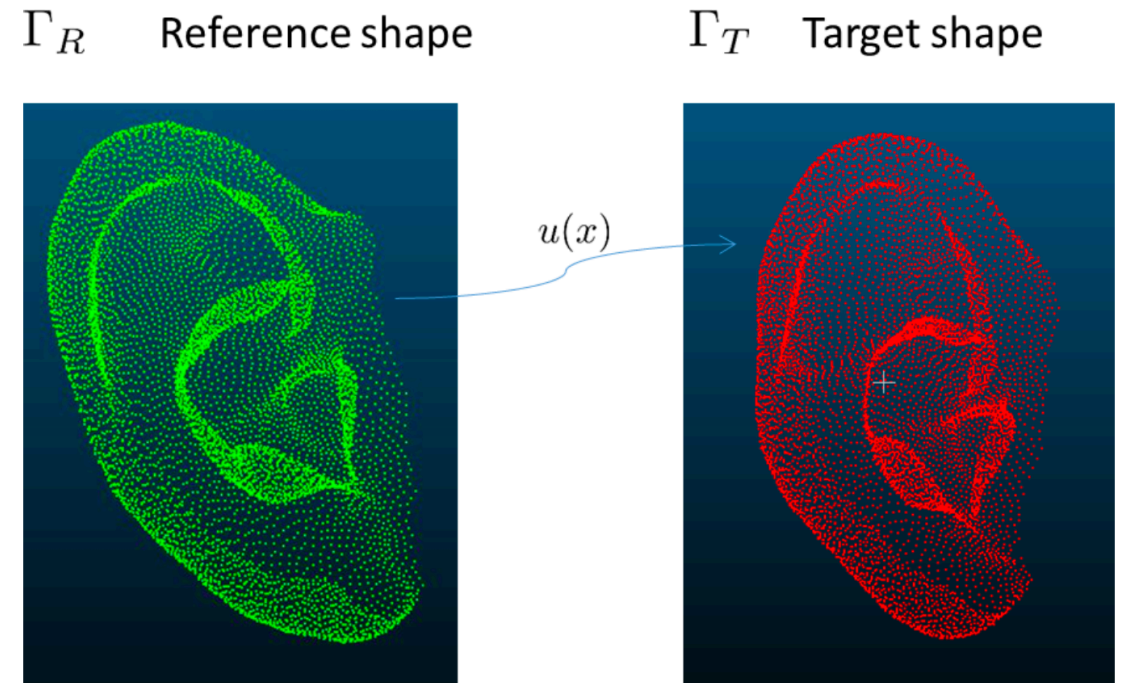 Γ_R Reference shape
Γ_T Target shape
u(x)